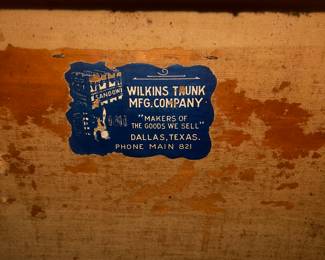 WILKINS TRUNK
MFG. COMPANY
"MAKERS OF
THE GOODS WE SELL"
DALLAS, TEXAS.
PHONE MAIN 821